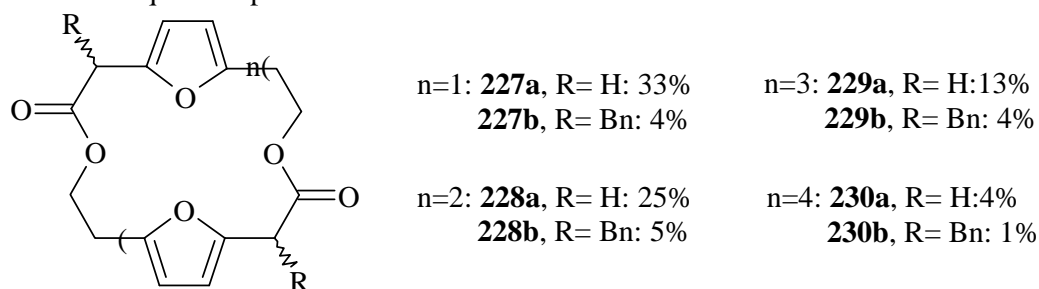 R
n(
O
O
n=1: 227a, R= H: 33%
n=3: 229a, R= H:13%
227b, R= Bn: 4%
229b, R= Bn: 4%
O
O
O
O
n=2: 228a, R= H: 25%
n=4: 230a, R= H:4%
228b, R= Bn: 5%
230b, R= Bn: 1%
(
R